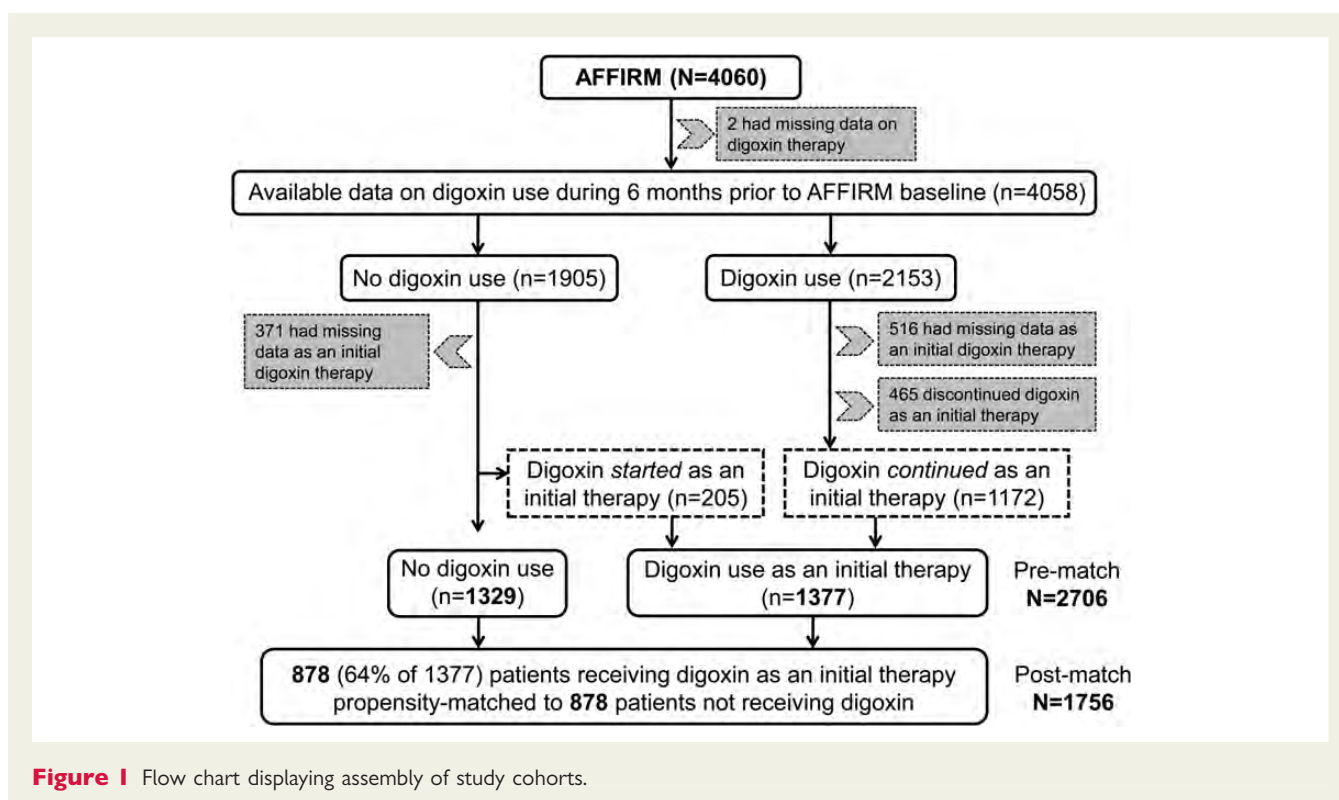 AFFIRM (N=4060)
2 had missing data on
digoxin therapy
Available data on digoxin use during 6 months prior to AFFIRM baseline (n=4058)
No digoxin use (n=1905)
Digoxin use (n=2153)
371 had missing
data as an initial
digoxin therapy
516 had missing data as
an initial digoxin therapy
465 discontinued digoxin
as an initial therapy
Digoxin started as an
initial therapy (n=205)
Digoxin continued as an
initial therapy (n=1172)
No digoxin use
(n=1329)
Digoxin use as an initial therapy
(n=1377)
Pre-match
N=2706
878 (64% of 1377) patients receiving digoxin as an initial therapy
propensity-matched to 878 patients not receiving digoxin
Post-match
N=1756
Figure 1 Flow chart displaying assembly of study cohorts.